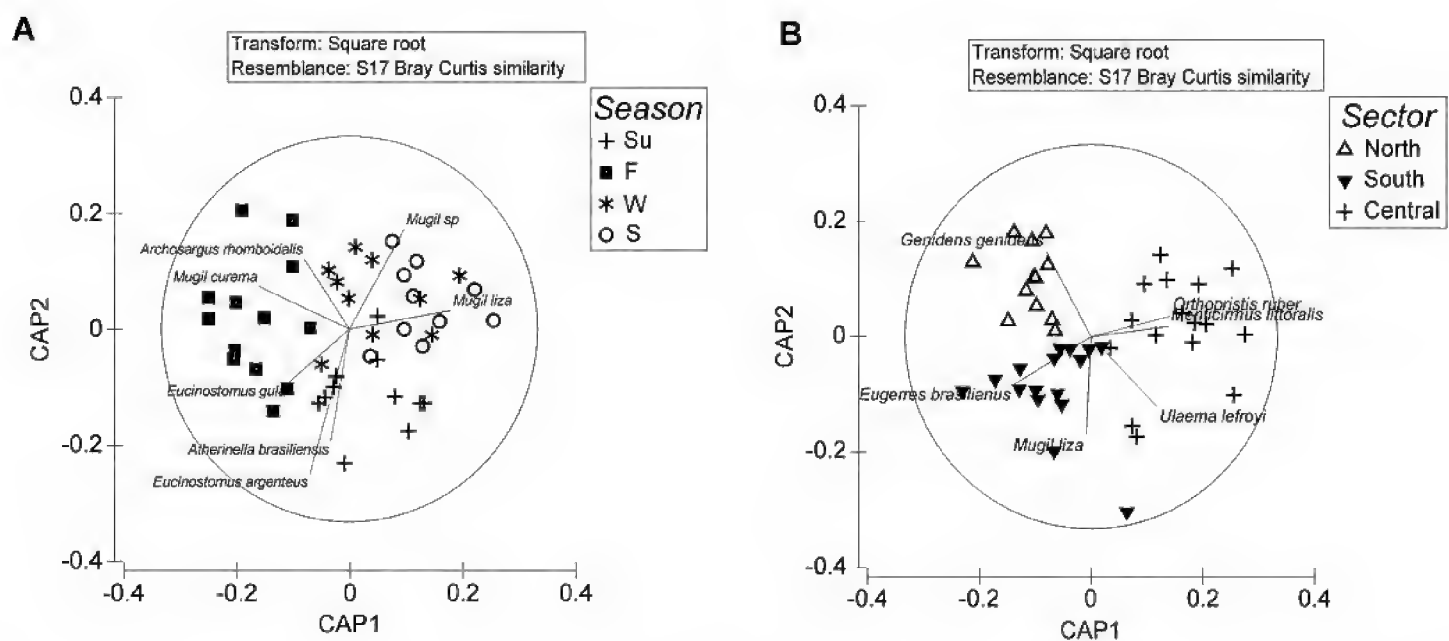 A
Transform: Square root
Resemblance: S17 Bray Curtis similarity
Season
Su
F
W
S
0.4
0.2
0
-0.2
-0.4
CAP2
Mugil sp
Archosargus rhomboidalis
Mugil curema
Mugil liza
Eucinostomus gula
Atherinella brasiliensis
Eucinostomus argenteus
-0.4
-0.2
0
0.2
0.4
CAP1
B
Transform: Square root
Resemblance: S17 Bray Curtis similarity
Sector
North
South
Central
0.4
0.2
0
-0.2
-0.4
CAP2
Genidens genidens
Orthopristis ruber
Menticirrhus littoralis
Eugerres brasilianus
Ulaema lefroyi
Mugil liza
-0.4
-0.2
0
0.2
0.4
CAP1